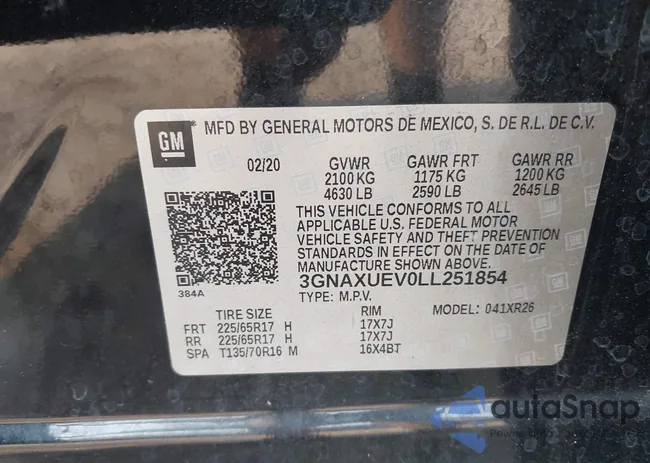 GM
MFD BY GENERAL MOTORS DE MEXICO, S. DE R.L. DE C.V.
02/20 GVWR GAWR FRT GAWR RR
2100 KG 1175 KG 1200 KG
4630 LB 2590 LB 2645 LB
THIS VEHICLE CONFORMS TO ALL
APPLICABLE U.S. FEDERAL MOTOR
VEHICLE SAFETY AND THEFT PREVENTION
STANDARDS IN EFFECT ON THE DATE OF
MANUFACTURE SHOWN ABOVE.
384A
3GNAXUEV0LL251854
TYPE: M.P.V. MODEL: 041XR26
TIRE SIZE RIM
FRT 225/65R17 H 17X7J
RR 225/65R17 H 17X7J
SPA T135/70R16 M 16X4BT
autoSnap